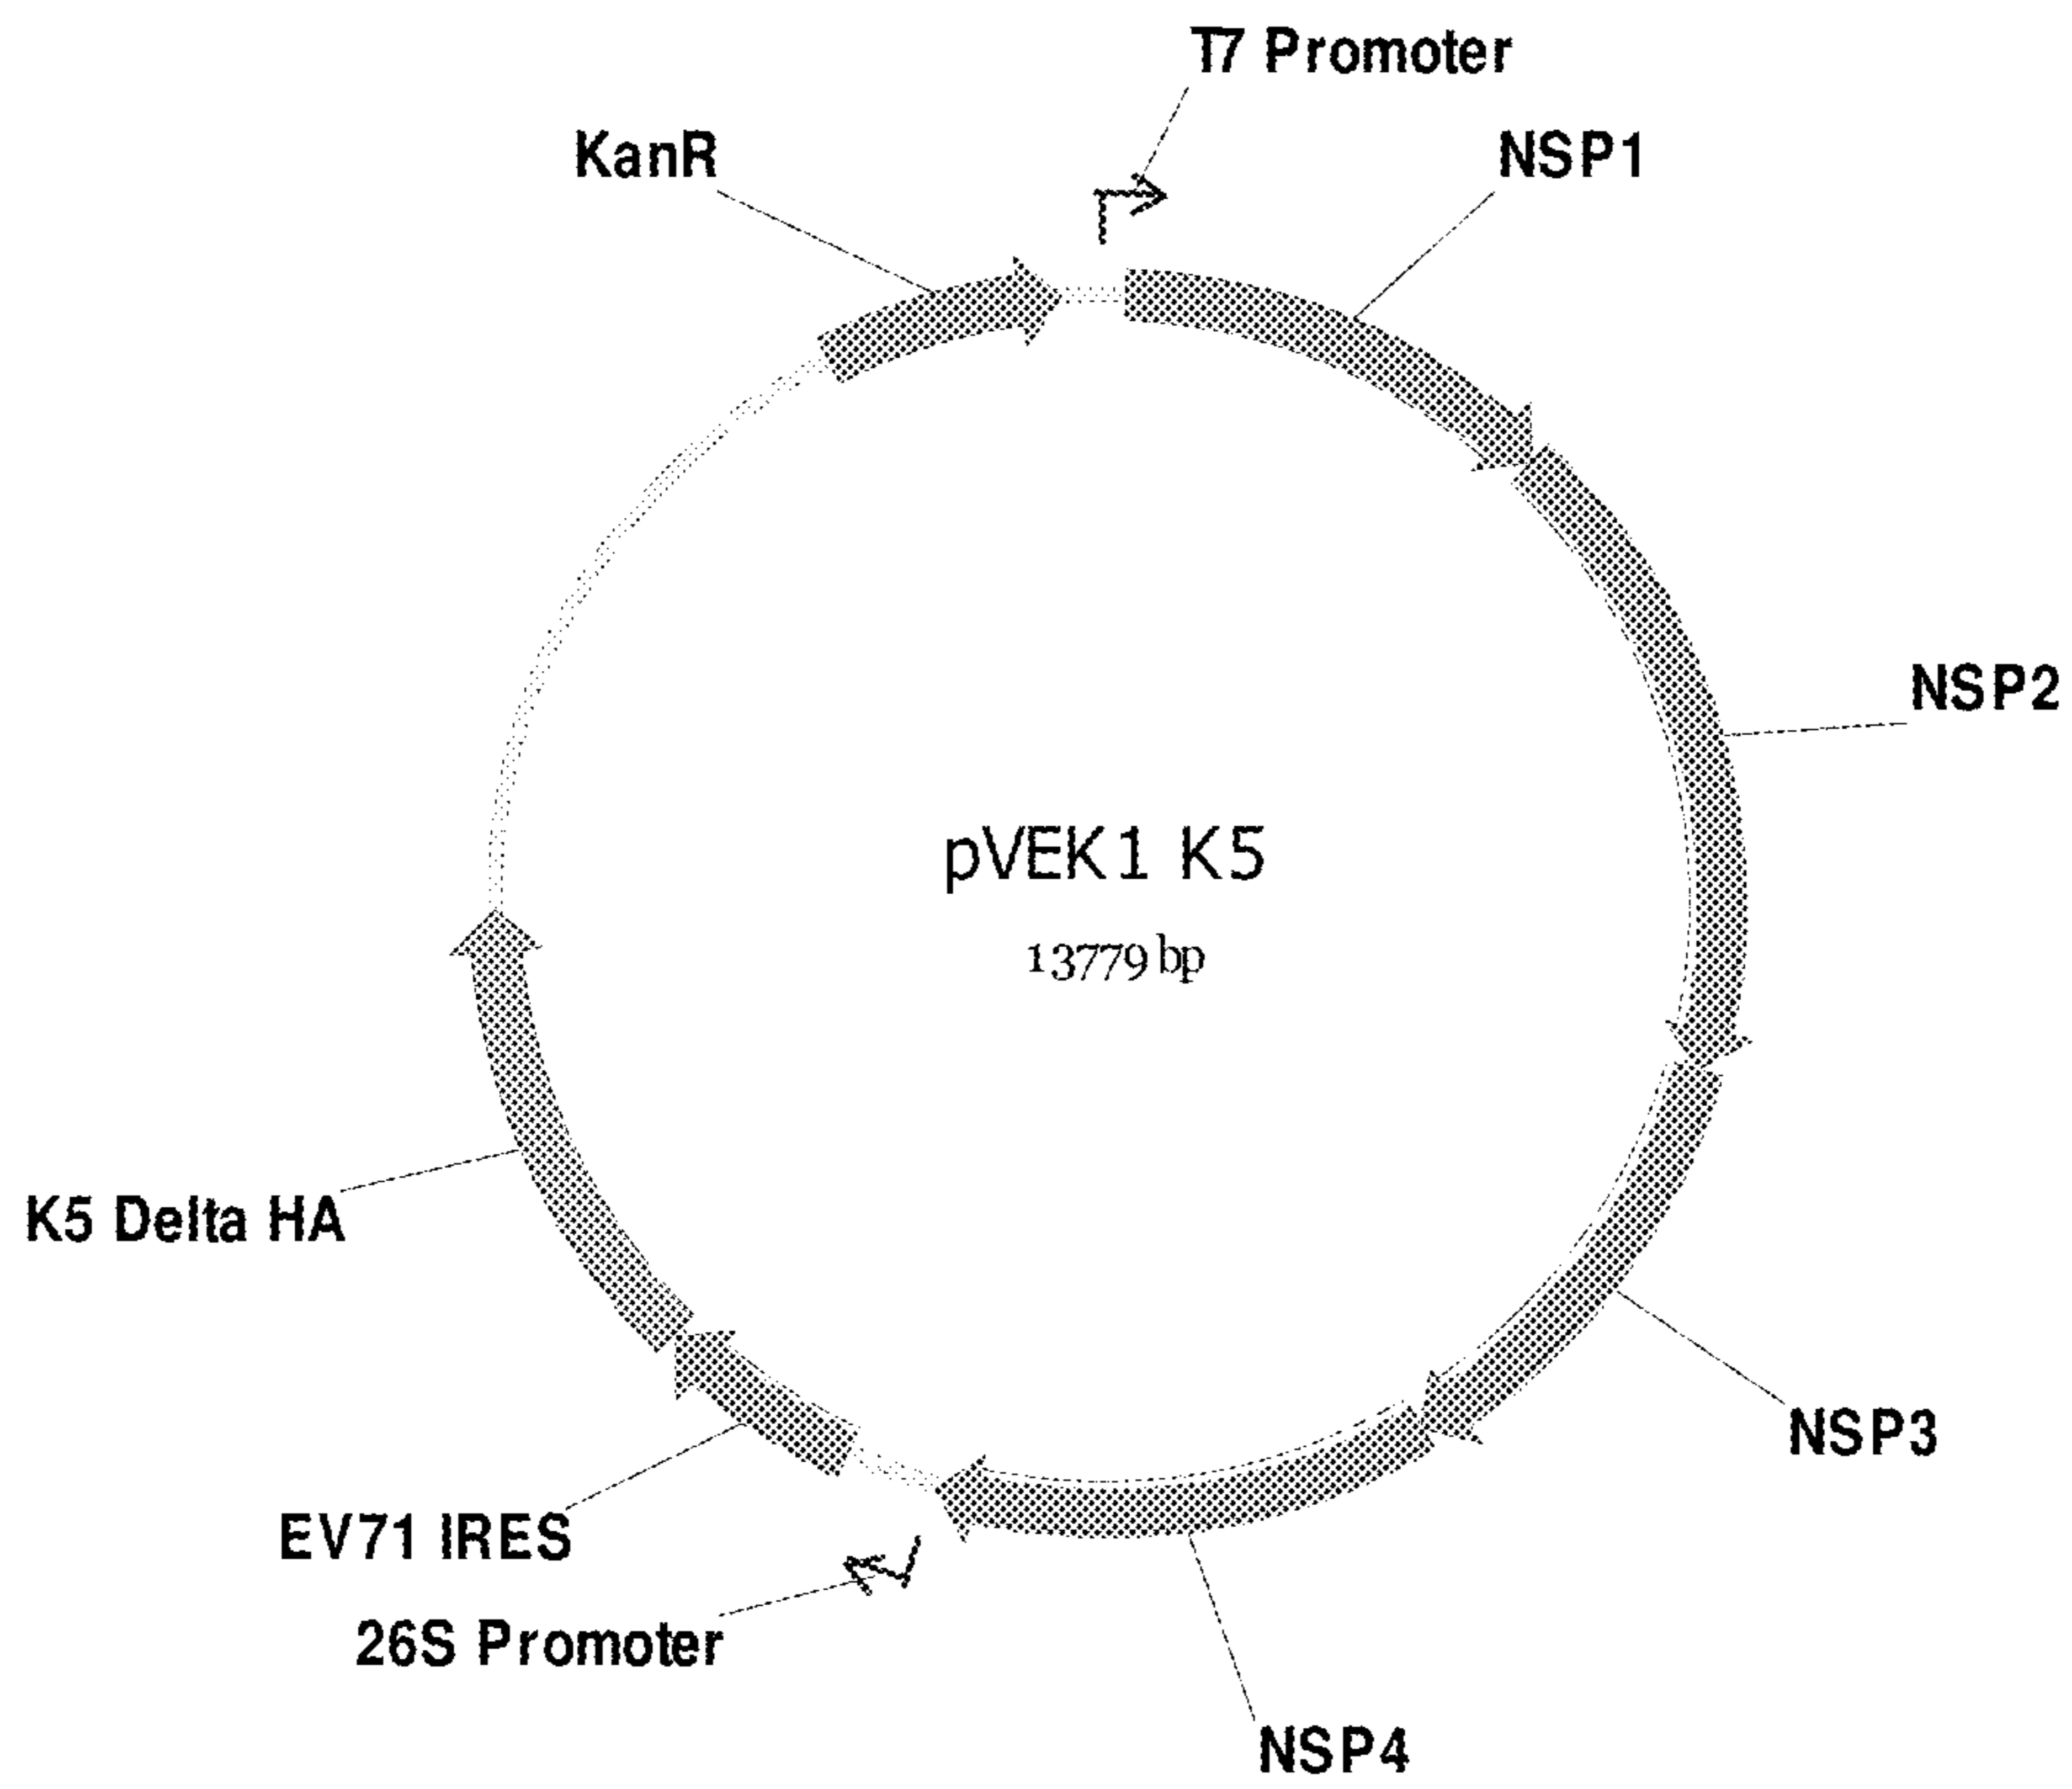 T7 Promoter
KanR
NSP1
NSP2
pVEK1 K5
13779 bp
K5 Delta HA
NSP3
EV71 IRES
26S Promoter
NSP4